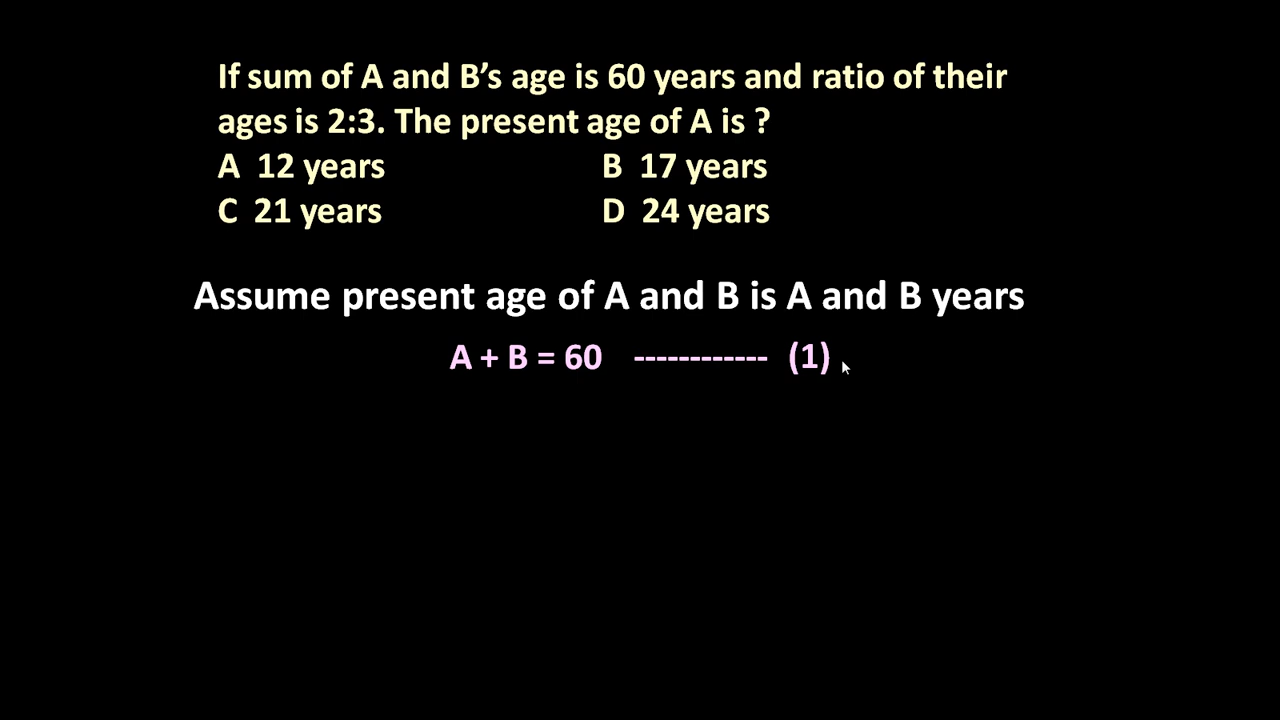 If sum of A and B’s age is 60 years and ratio of their
ages is 2:3. The present age of A is ?
A 12 years B 17 years
C 21 years D 24 years
Assume present age of A and B is A and B years
A + B = 60 ------------ (1)